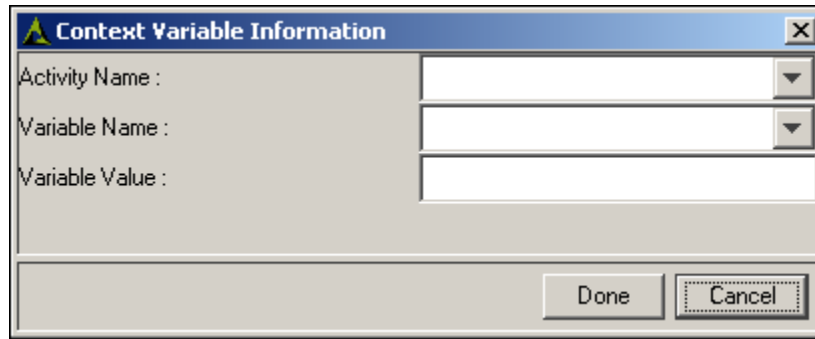 Context Variable Information
Activity Name :
Variable Name :
Variable Value :
Done Cancel